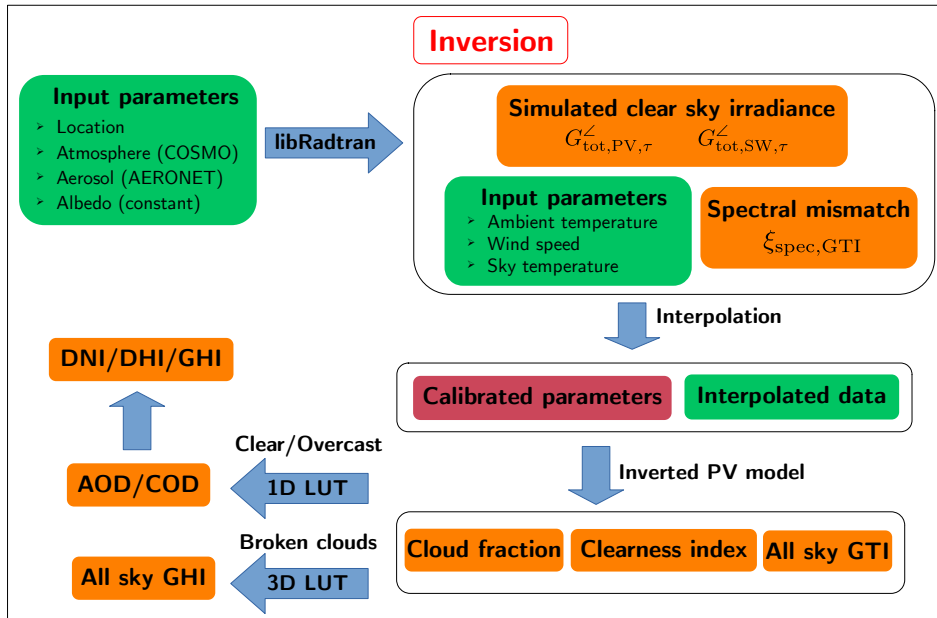 Inversion
Input parameters
➢ Location
➢ Atmosphere (COSMO)
➢ Aerosol (AERONET)
➢ Albedo (constant)
libRadtran
Simulated clear sky irradiance
G∠tot,PV,τ G∠tot,SW,τ
Input parameters
➢ Ambient temperature
➢ Wind speed
➢ Sky temperature
Spectral mismatch
ξspec,GTI
Interpolation
Calibrated parameters
Interpolated data
Inverted PV model
Cloud fraction
Clearness index
All sky GTI
Clear/Overcast
1D LUT
AOD/COD
DNI/DHI/GHI
Broken clouds
3D LUT
All sky GHI